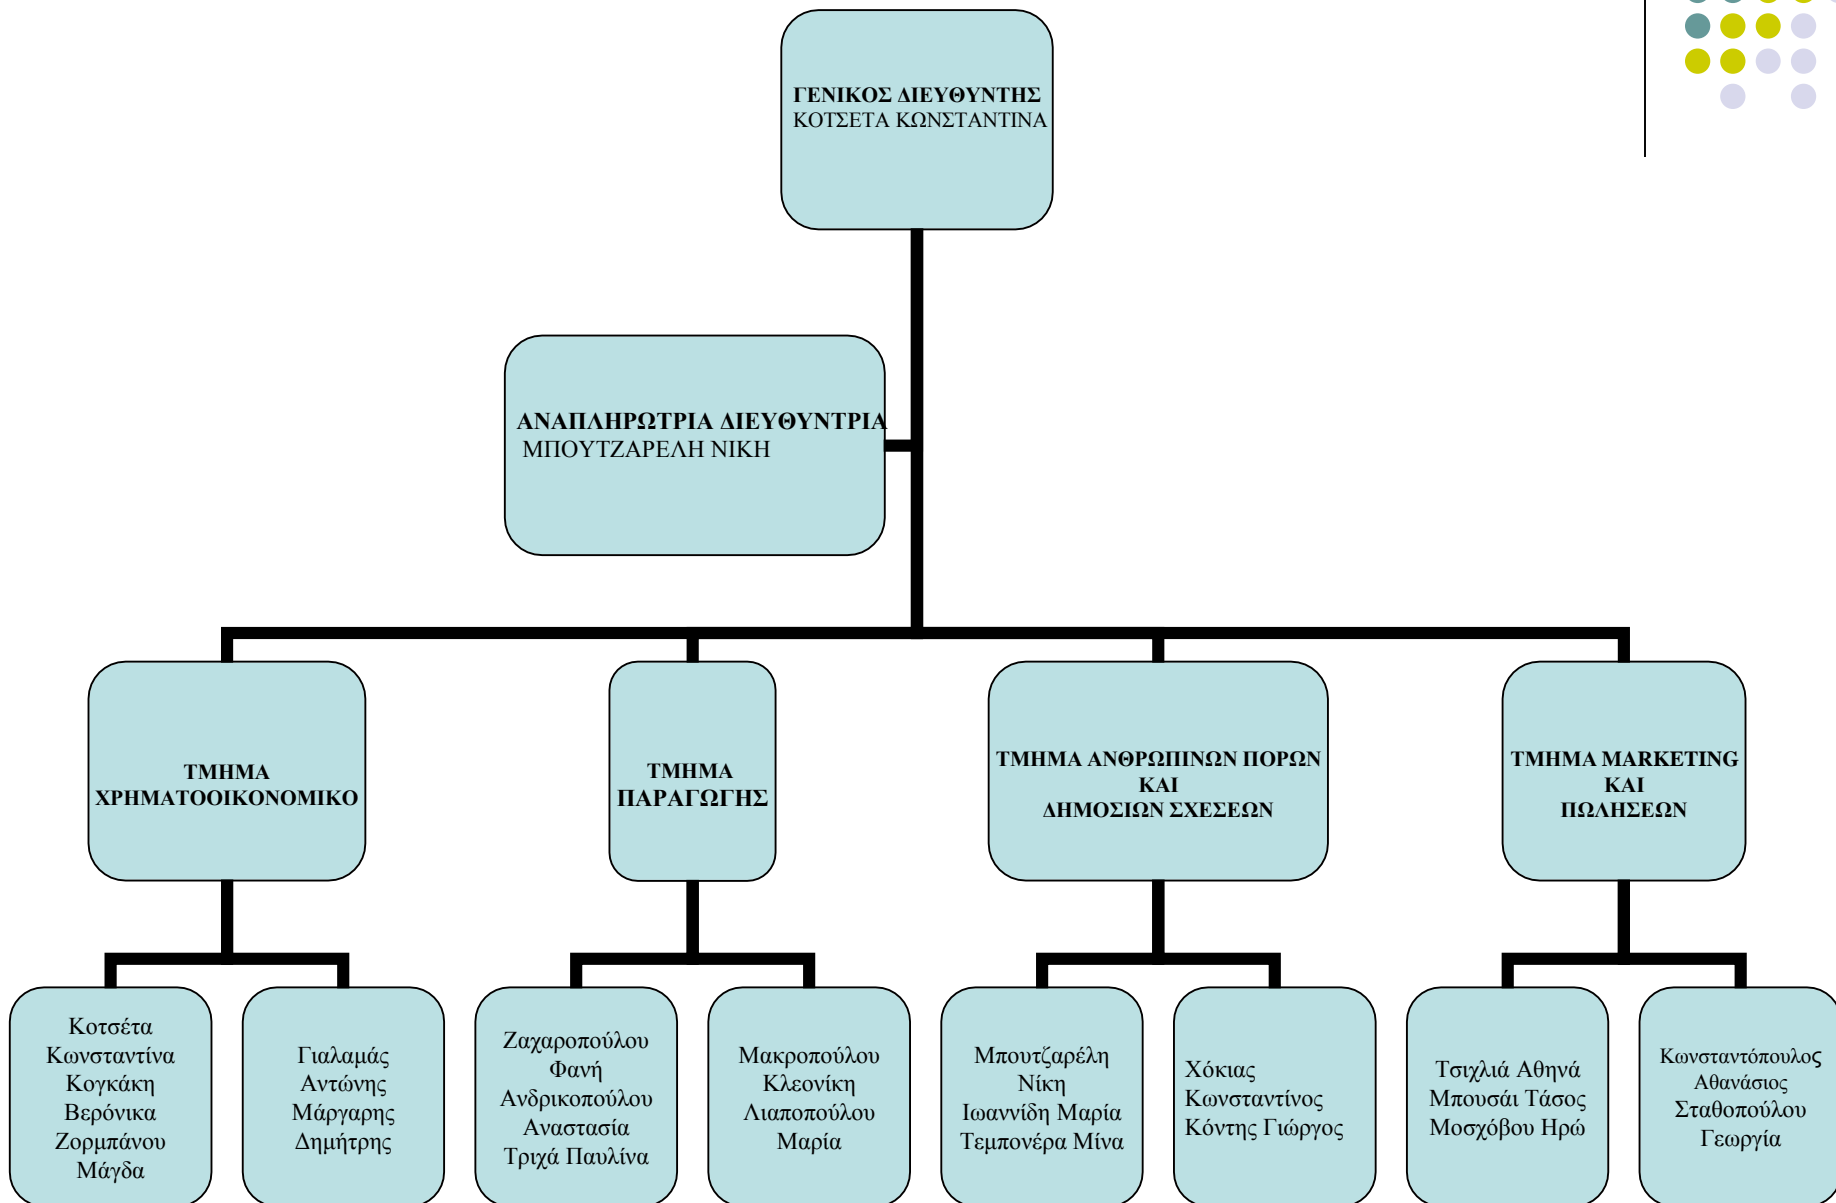 ΓΕΝΙΚΟΣ ΔΙΕΥΘΥΝΤΗΣ
ΚΟΤΣΕΤΑ ΚΩΝΣΤΑΝΤΙΝΑ
ΑΝΑΠΛΗΡΩΤΡΙΑ ΔΙΕΥΘΥΝΤΡΙΑ
ΜΠΟΥΤΖΑΡΕΛΗ ΝΙΚΗ
ΤΜΗΜΑ
ΧΡΗΜΑΤΟΟΙΚΟΝΟΜΙΚΟ
ΤΜΗΜΑ
ΠΑΡΑΓΩΓΗΣ
ΤΜΗΜΑ ΑΝΘΡΩΠΙΝΩΝ ΠΟΡΩΝ
ΚΑΙ
ΔΗΜΟΣΙΩΝ ΣΧΕΣΕΩΝ
ΤΜΗΜΑ MARKETING
ΚΑΙ
ΠΩΛΗΣΕΩΝ
Κοτσέτα
Κωνσταντίνα
Κογκάκη
Βερόνικα
Ζορμπάνου
Μάγδα
Γιαλαμάς
Αντώνης
Μάργαρης
Δημήτρης
Ζαχαροπούλου
Φανή
Ανδρικοπούλου
Αναστασία
Τριχά Παυλίνα
Μακροπούλου
Κλεονίκη
Λιαποπούλου
Μαρία
Μπουτζαρέλη
Νίκη
Ιωαννίδη Μαρία
Τεμπονέρα Μίνα
Χόκιας
Κωνσταντίνος
Κόντης Γιώργος
Τσιχλιά Αθηνά
Μπουσάι Τάσος
Μοσχόβου Ηρώ
Κωνσταντόπουλος
Αθανάσιος
Σταθοπούλου
Γεωργία